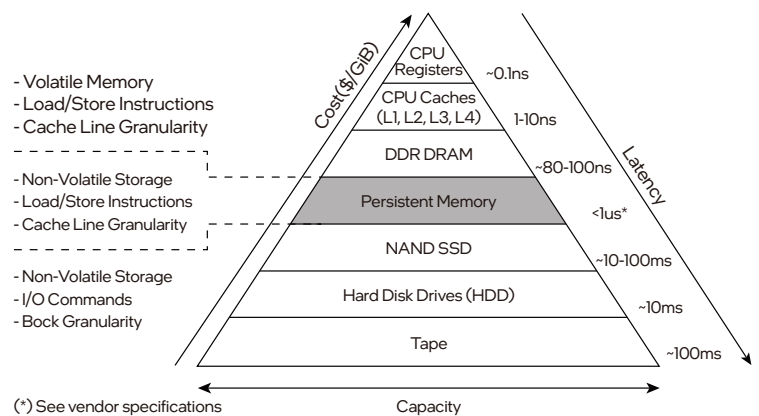 Cost($/GiB)
CPU
Registers
~0.1ns
- Volatile Memory
- Load/Store Instructions
- Cache Line Granularity
CPU Caches
(L1, L2, L3, L4)
1-10ns
DDR DRAM
~80-100ns
Latency
- Non-Volatile Storage
- Load/Store Instructions
- Cache Line Granularity
Persistent Memory
<1us*
NAND SSD
~10-100ms
- Non-Volatile Storage
- I/O Commands
- Bock Granularity
Hard Disk Drives (HDD)
~10ms
Tape
~100ms
(*) See vendor specifications
Capacity